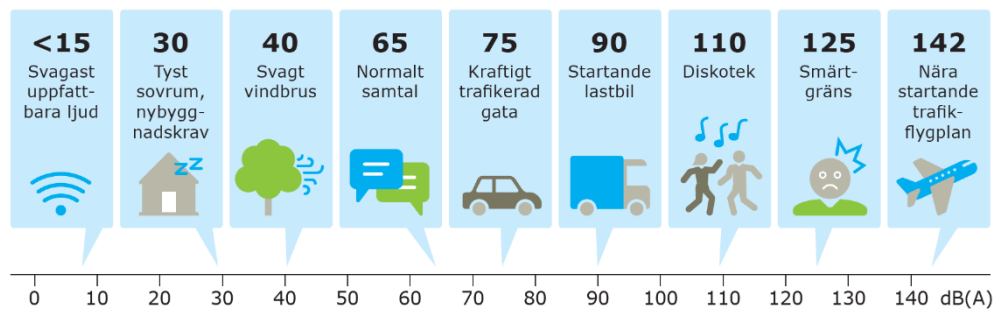 <15
Svagast
uppfatt-
bara ljud
30
Tyst
sovrum,
nybygg-
nadskrav
40
Svagt
vindbrus
65
Normalt
samtal
75
Kraftigt
trafikerad
gata
90
Startande
lastbil
110
Diskotek
125
Smärt-
gräns
142
Nära
startande
trafik-
flygplan
zz
0 10 20 30 40 50 60 70 80 90 100 110 120 130 140 dB(A)